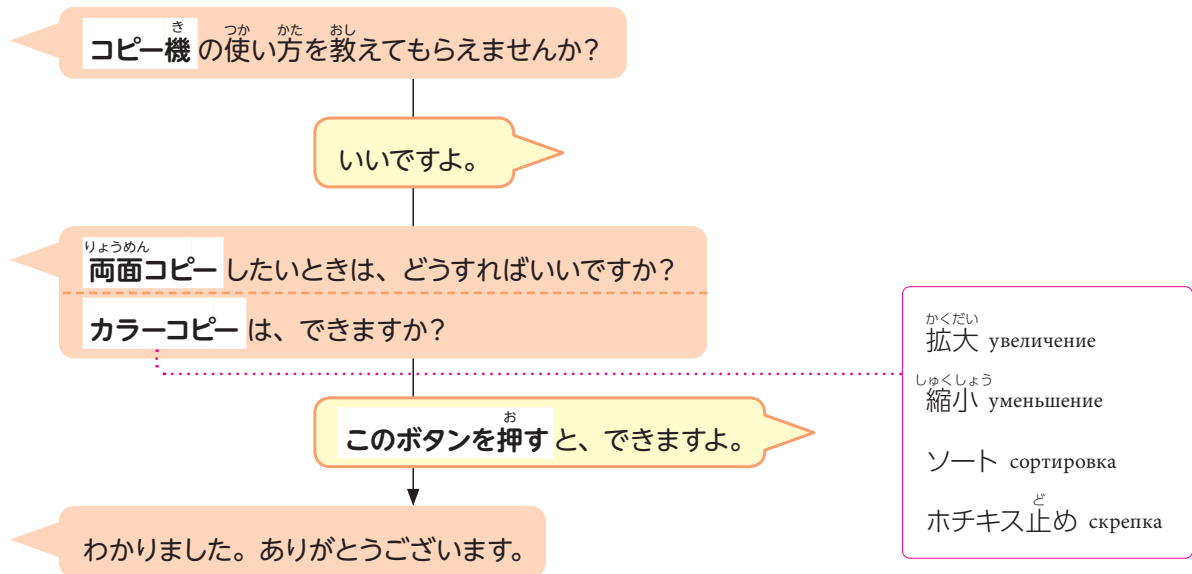 き つか かた おし
コピー機の使い方を教えてもらえませんか？
いいですよ。
りょうめん
両面コピーしたいときは、どうすればいいですか？
カラーコピーは、できますか？
お
このボタンを押すと、できますよ。
わかりました。ありがとうございます。
かくだい
拡大 увеличение
しゅくしょう
縮小 уменьшение
ソート сортировка
ど
ホチキス止め скрепка